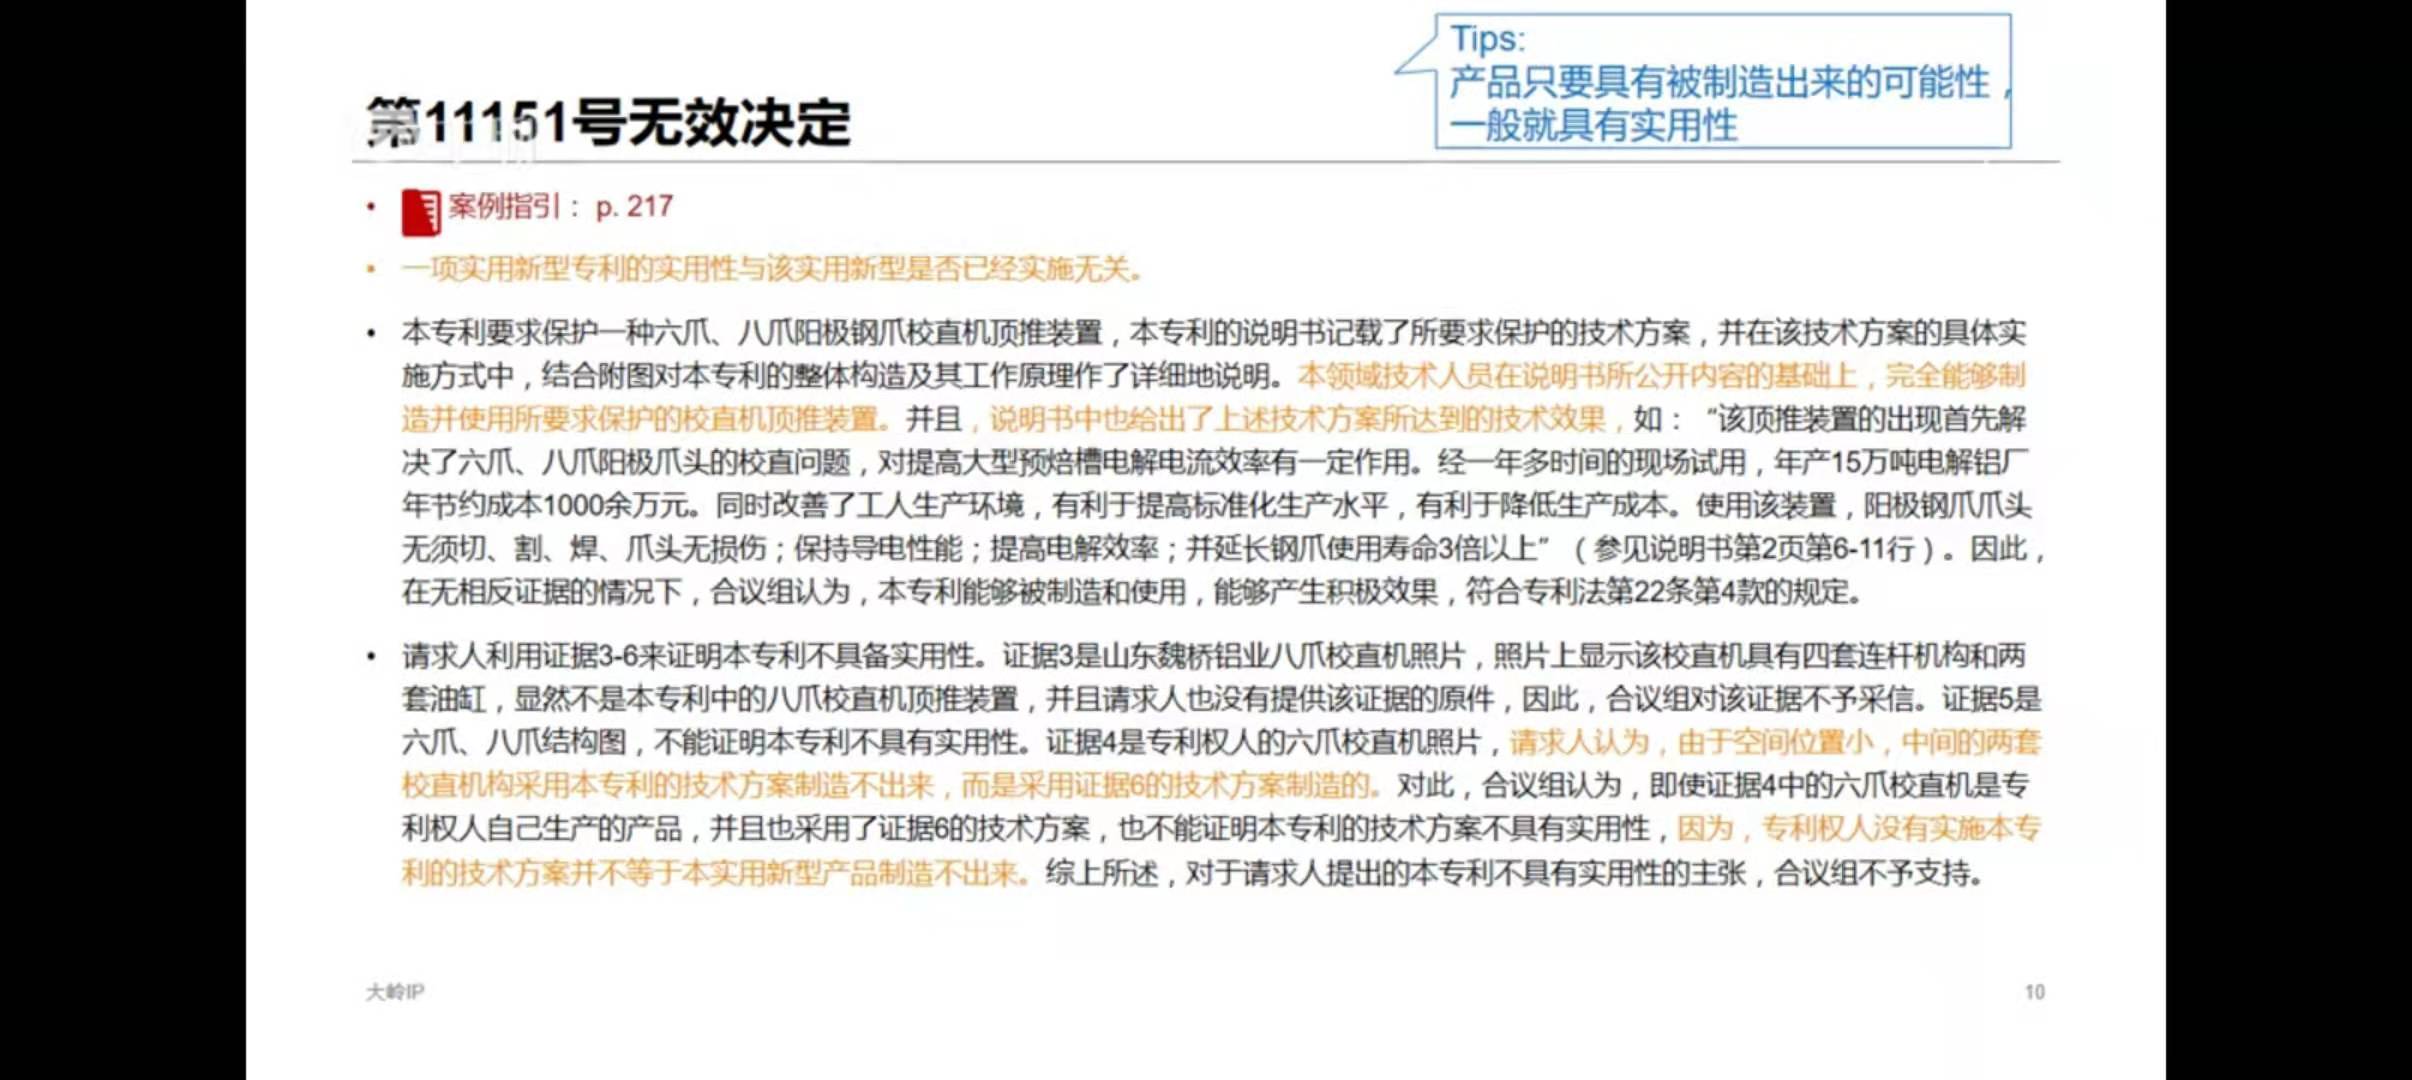 Tips:
产品只要具有被制造出来的可能性，
一般就具有实用性
第11151号无效决定
• 案例指引： p. 217
• 一项实用新型专利的实用性与该实用新型是否已经实施无关。
• 本专利要求保护一种六爪、八爪阳极钢爪校直机顶推装置，本专利的说明书记载了所要求保护的技术方案，并在该技术方案的具体实
施方式中，结合附图对本专利的整体构造及其工作原理作了详细地说明。本领域技术人员在说明书所公开内容的基础上，完全能够制
造并使用所要求保护的校直机顶推装置。并且，说明书中也给出了上述技术方案所达到的技术效果，如：“该顶推装置的出现首先解
决了六爪、八爪阳极爪头的校直问题，对提高大型预焙槽电解电流效率有一定作用。经一年多时间的现场试用，年产15万吨电解铝厂
年节约成本1000余万元。同时改善了工人生产环境，有利于提高标准化生产水平，有利于降低生产成本。使用该装置，阳极钢爪爪头
无须切、割、焊、爪头无损伤；保持导电性能；提高电解效率；并延长钢爪使用寿命3倍以上”（参见说明书第2页第6-11行）。因此，
在无相反证据的情况下，合议组认为，本专利能够被制造和使用，能够产生积极效果，符合专利法第22条第4款的规定。
• 请求人利用证据3-6来证明本专利不具备实用性。证据3是山东魏桥铝业八爪校直机照片，照片上显示该校直机具有四套连杆机构和两
套油缸，显然不是本专利中的八爪校直机顶推装置，并且请求人也没有提供该证据的原件，因此，合议组对该证据不予采信。证据5是
六爪、八爪结构图，不能证明本专利不具有实用性。证据4是专利权人的六爪校直机照片，请求人认为，由于空间位置小，中间的两套
校直机构采用本专利的技术方案制造不出来，而是采用证据6的技术方案制造的。对此，合议组认为，即使证据4中的六爪校直机是专
利权人自己生产的产品，并且也采用了证据6的技术方案，也不能证明本专利的技术方案不具有实用性，因为，专利权人没有实施本专
利的技术方案并不等于本实用新型产品制造不出来。综上所述，对于请求人提出的本专利不具有实用性的主张，合议组不予支持。
大岭IP
10